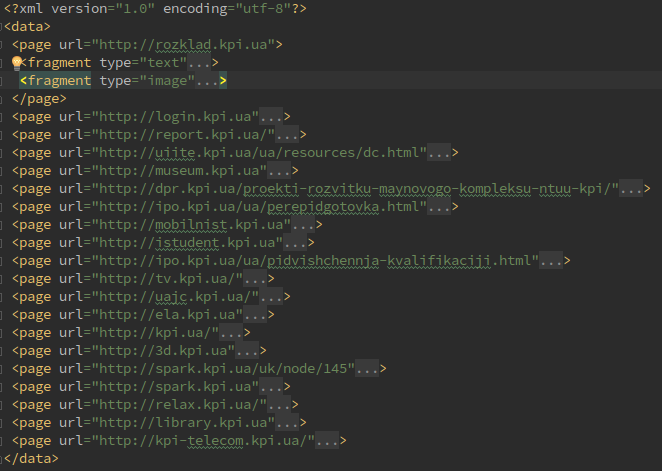 <?xml version="1.0" encoding="utf-8"?>
<data>
<page url="http://rozklad.kpi.ua">
<fragment type="text"...>
<fragment type="image"...>
</page>
<page url="http://login.kpi.ua"...>
<page url="http://report.kpi.ua/"...>
<page url="http://uiite.kpi.ua/ua/resources/dc.html"...>
<page url="http://museum.kpi.ua"...>
<page url="http://dpr.kpi.ua/proekti-rozvitku-maynovogo-kompleksu-ntuu-kpi/"...>
<page url="http://ipo.kpi.ua/ua/perepidgotovka.html"...>
<page url="http://mobilnist.kpi.ua"...>
<page url="http://istudent.kpi.ua"...>
<page url="http://ipo.kpi.ua/ua/pidvishchennja-kvalifikaciji.html"...>
<page url="http://tv.kpi.ua/"...>
<page url="http://uajc.kpi.ua/"...>
<page url="http://ela.kpi.ua"...>
<page url="http://kpi.ua/"...>
<page url="http://3d.kpi.ua"...>
<page url="http://spark.kpi.ua/uk/node/145"...>
<page url="http://spark.kpi.ua"...>
<page url="http://relax.kpi.ua/"...>
<page url="http://library.kpi.ua"...>
<page url="http://kpi-telecom.kpi.ua/"...>
</data>